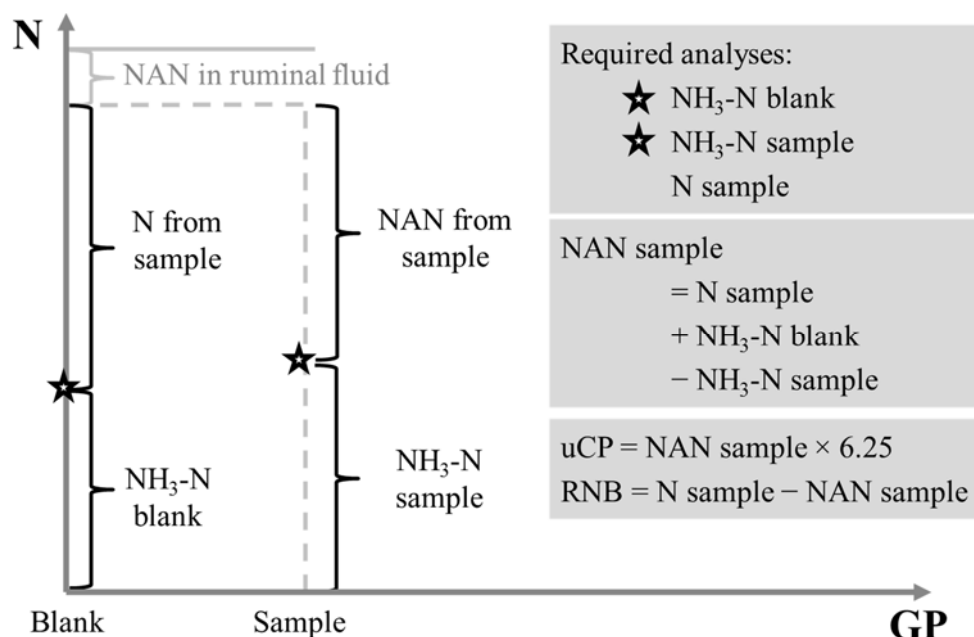 N
NAN in ruminal fluid
N from
sample
NAN from
sample
NH₃-N
blank
NH₃-N
sample
Blank
Sample
GP
Required analyses:
NH₃-N blank
NH₃-N sample
N sample
NAN sample
= N sample
+ NH₃-N blank
− NH₃-N sample
uCP = NAN sample × 6.25
RNB = N sample − NAN sample